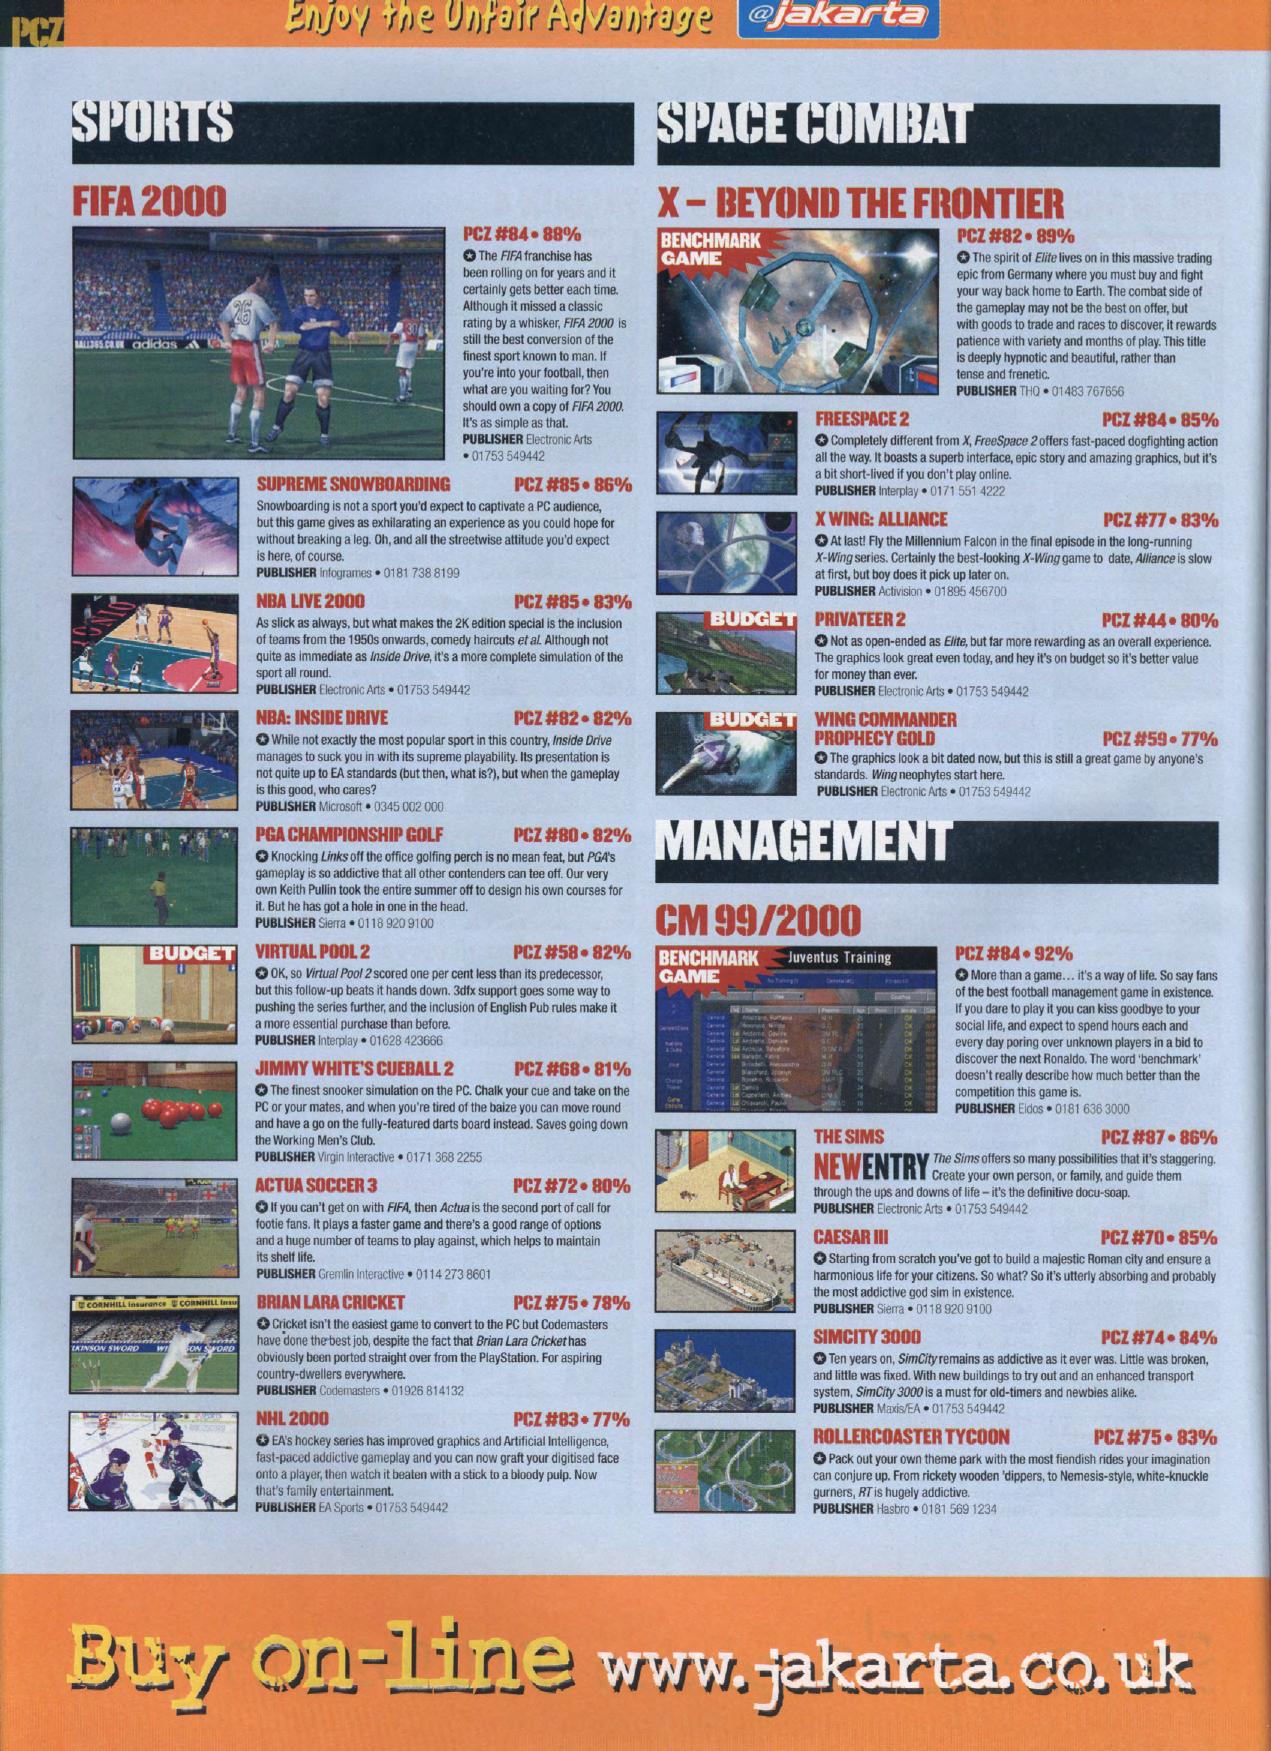 PCZ
Enjoy the Unfair Advantage
@jakarta
SPORTS
FIFA 2000
PCZ #84 • 88%
The FIFA franchise has
been rolling on for years and it
certainly gets better each time.
Although it missed a classic
rating by a whisker, FIFA 2000 is
still the best conversion of the
finest sport known to man. If
you're into your football, then
what are you waiting for? You
should own a copy of FIFA 2000.
It's as simple as that.
PUBLISHER Electronic Arts
• 01753 549442
26
BALL365.CO.UK adidas
SUPREME SNOWBOARDING PCZ #85 • 86%
Snowboarding is not a sport you'd expect to captivate a PC audience,
but this game gives as exhilarating an experience as you could hope for
without breaking a leg. Oh, and all the streetwise attitude you'd expect
is here, of course.
PUBLISHER Infogrames • 0181 738 8199
NBA LIVE 2000 PCZ #85 • 83%
As slick as always, but what makes the 2K edition special is the inclusion
of teams from the 1950s onwards, comedy haircuts et al. Although not
quite as immediate as Inside Drive, it's a more complete simulation of the
sport all round.
PUBLISHER Electronic Arts • 01753 549442
NBA: INSIDE DRIVE PCZ #82 • 82%
While not exactly the most popular sport in this country, Inside Drive
manages to suck you in with its supreme playability. Its presentation is
not quite up to EA standards (but then, what is?), but when the gameplay
is this good, who cares?
PUBLISHER Microsoft • 0345 002 000
PGA CHAMPIONSHIP GOLF PCZ #80 • 82%
Knocking Links off the office golfing perch is no mean feat, but PGA's
gameplay is so addictive that all other contenders can tee off. Our very
own Keith Pullin took the entire summer off to design his own courses for
it. But he has got a hole in one in the head.
PUBLISHER Sierra • 0118 920 9100
BUDGET
VIRTUAL POOL 2 PCZ #58 • 82%
OK, so Virtual Pool 2 scored one per cent less than its predecessor,
but this follow-up beats it hands down. 3dfx support goes some way to
pushing the series further, and the inclusion of English Pub rules make it
a more essential purchase than before.
PUBLISHER Interplay • 01628 423666
JIMMY WHITE'S CUEBALL 2 PCZ #68 • 81%
The finest snooker simulation on the PC. Chalk your cue and take on the
PC or your mates, and when you're tired of the baize you can move round
and have a go on the fully-featured darts board instead. Saves going down
the Working Men's Club.
PUBLISHER Virgin Interactive • 0171 368 2255
ACTUA SOCCER 3 PCZ #72 • 80%
If you can't get on with FIFA, then Actua is the second port of call for
footie fans. It plays a faster game and there's a good range of options
and a huge number of teams to play against, which helps to maintain
its shelf life.
PUBLISHER Gremlin Interactive • 0114 273 8601
CORNHILL Insurance CORNHILL Insu
BRIAN LARA CRICKET PCZ #75 • 78%
Cricket isn't the easiest game to convert to the PC but Codemasters
have done the best job, despite the fact that Brian Lara Cricket has
obviously been ported straight over from the PlayStation. For aspiring
country-dwellers everywhere.
PUBLISHER Codemasters • 01926 814132
NHL 2000 PCZ #83 • 77%
EA's hockey series has improved graphics and Artificial Intelligence,
fast-paced addictive gameplay and you can now graft your digitised face
onto a player, then watch it beaten with a stick to a bloody pulp. Now
that's family entertainment.
PUBLISHER EA Sports • 01753 549442
SPACE COMBAT
X – BEYOND THE FRONTIER
BENCHMARK
GAME
PCZ #82 • 89%
The spirit of Elite lives on in this massive trading
epic from Germany where you must buy and fight
your way back home to Earth. The combat side of
the gameplay may not be the best on offer, but
with goods to trade and races to discover, it rewards
patience with variety and months of play. This title
is deeply hypnotic and beautiful, rather than
tense and frenetic.
PUBLISHER THQ • 01483 767656
FREESPACE 2 PCZ #84 • 85%
Completely different from X, FreeSpace 2 offers fast-paced dogfighting action
all the way. It boasts a superb interface, epic story and amazing graphics, but it's
a bit short-lived if you don't play online.
PUBLISHER Interplay • 0171 551 4222
X WING: ALLIANCE PCZ #77 • 83%
At last! Fly the Millennium Falcon in the final episode in the long-running
X-Wing series. Certainly the best-looking X-Wing game to date, Alliance is slow
at first, but boy does it pick up later on.
PUBLISHER Activision • 01895 456700
BUDGET
PRIVATEER 2 PCZ #44 • 80%
Not as open-ended as Elite, but far more rewarding as an overall experience.
The graphics look great even today, and hey it's on budget so it's better value
for money than ever.
PUBLISHER Electronic Arts • 01753 549442
BUDGET
WING COMMANDER
PROPHECY GOLD PCZ #59 • 77%
The graphics look a bit dated now, but this is still a great game by anyone's
standards. Wing neophytes start here.
PUBLISHER Electronic Arts • 01753 549442
MANAGEMENT
CM 99/2000
BENCHMARK
GAME
Juventus Training
PCZ #84 • 92%
More than a game... it's a way of life. So say fans
of the best football management game in existence.
If you dare to play it you can kiss goodbye to your
social life, and expect to spend hours each and
every day poring over unknown players in a bid to
discover the next Ronaldo. The word 'benchmark'
doesn't really describe how much better than the
competition this game is.
PUBLISHER Eidos • 0181 636 3000
THE SIMS PCZ #87 • 86%
NEWENTRY The Sims offers so many possibilities that it's staggering.
Create your own person, or family, and guide them
through the ups and downs of life – it's the definitive docu-soap.
PUBLISHER Electronic Arts • 01753 549442
CAESAR III PCZ #70 • 85%
Starting from scratch you've got to build a majestic Roman city and ensure a
harmonious life for your citizens. So what? So it's utterly absorbing and probably
the most addictive god sim in existence.
PUBLISHER Sierra • 0118 920 9100
SIMCITY 3000 PCZ #74 • 84%
Ten years on, SimCity remains as addictive as it ever was. Little was broken,
and little was fixed. With new buildings to try out and an enhanced transport
system, SimCity 3000 is a must for old-timers and newbies alike.
PUBLISHER Maxis/EA • 01753 549442
ROLLERCOASTER TYCOON PCZ #75 • 83%
Pack out your own theme park with the most fiendish rides your imagination
can conjure up. From rickety wooden 'dippers, to Nemesis-style, white-knuckle
gurners, RT is hugely addictive.
PUBLISHER Hasbro • 0181 569 1234
Buy on-line www.jakarta.co.uk